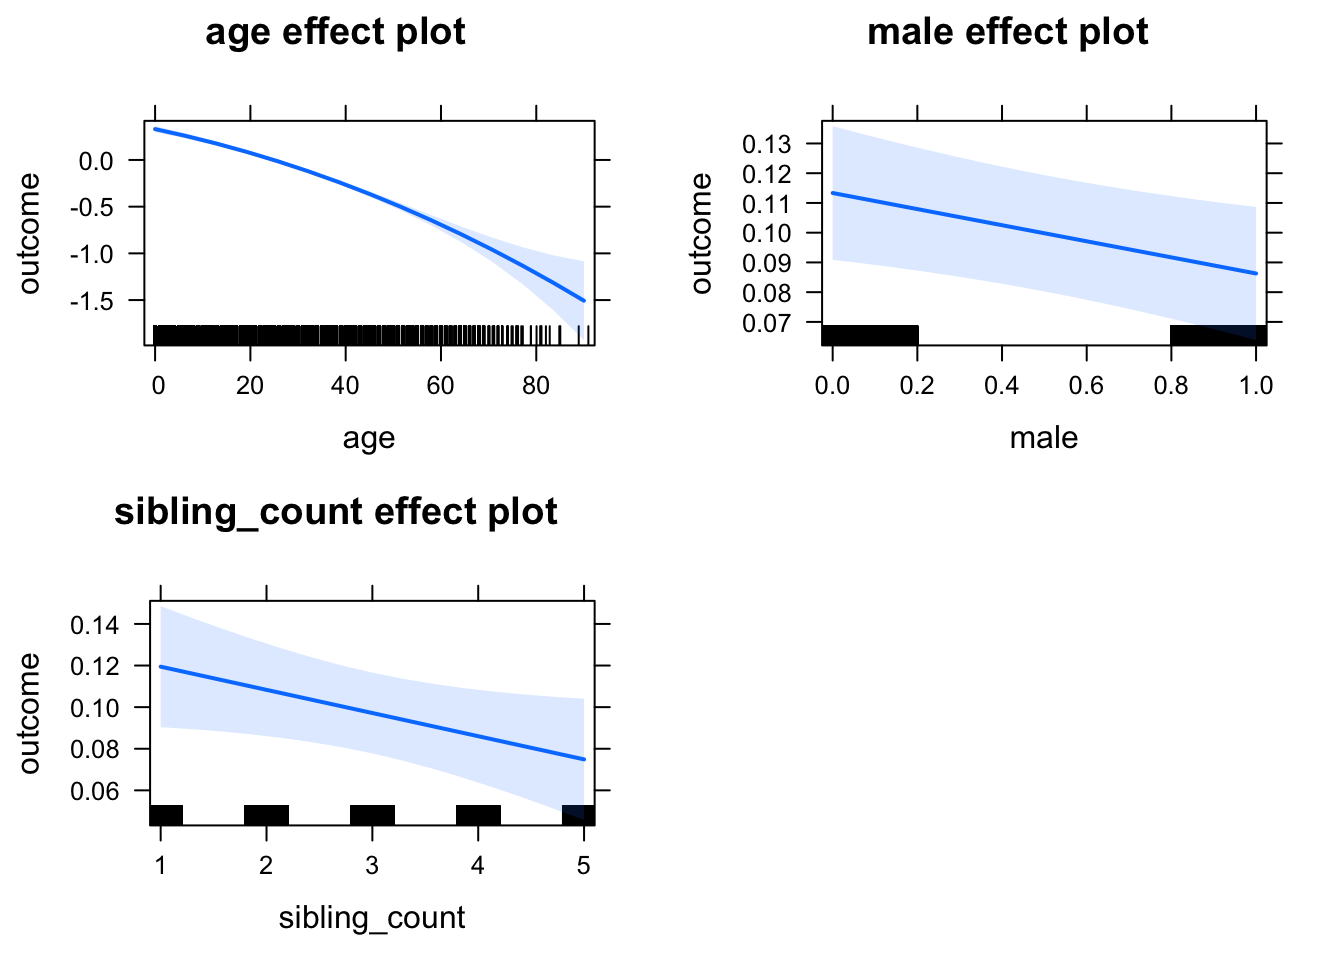 age effect plot
outcome
0.0
-0.5
-1.0
-1.5
0 20 40 60 80
age
male effect plot
outcome
0.13
0.12
0.11
0.10
0.09
0.08
0.07
0.0 0.2 0.4 0.6 0.8 1.0
male
sibling_count effect plot
outcome
0.14
0.12
0.10
0.08
0.06
1 2 3 4 5
sibling_count